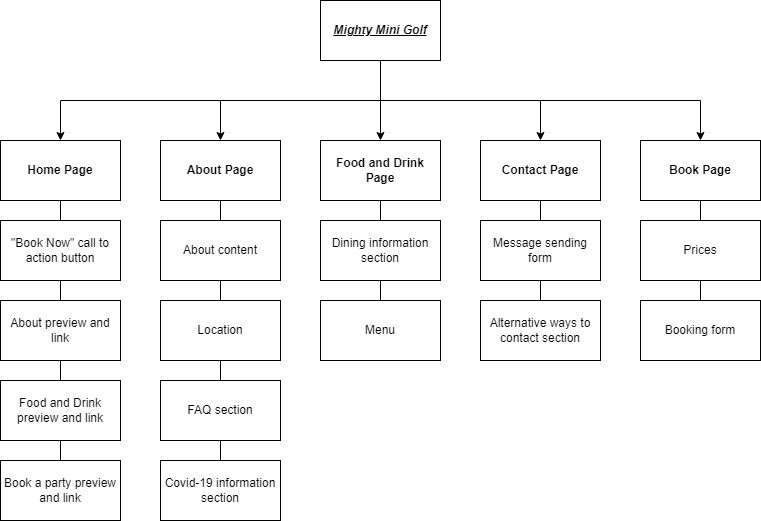 Mighty Mini Golf
Home Page
About Page
Food and Drink
Page
Contact Page
Book Page
"Book Now" call to
action button
About content
Dining information
section
Message sending
form
Prices
About preview and
link
Location
Menu
Alternative ways to
contact section
Booking form
Food and Drink
preview and link
FAQ section
Book a party preview
and link
Covid-19 information
section